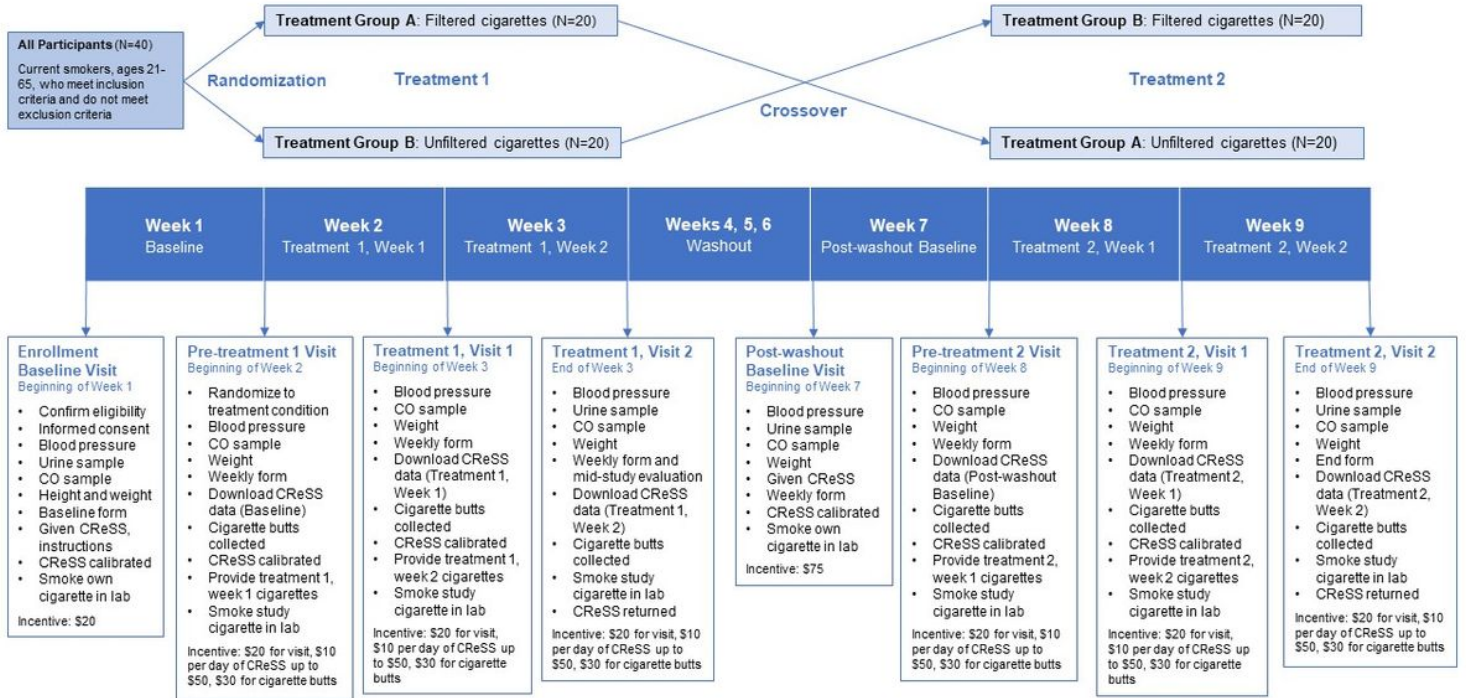 Treatment Group A: Filtered cigarettes (N=20)
Treatment Group B: Filtered cigarettes (N=20)
All Participants (N=40)
Current smokers, ages 21-
65, who meet inclusion
criteria and do not meet
exclusion criteria
Randomization
Treatment 1
Crossover
Treatment 2
Treatment Group B: Unfiltered cigarettes (N=20)
Treatment Group A: Unfiltered cigarettes (N=20)
Week 1
Baseline
Week 2
Treatment 1, Week 1
Week 3
Treatment 1, Week 2
Weeks 4, 5, 6
Washout
Week 7
Post-washout Baseline
Week 8
Treatment 2, Week 1
Week 9
Treatment 2, Week 2
Enrollment
Baseline Visit
Beginning of Week 1
• Confirm eligibility
• Informed consent
• Blood pressure
• Urine sample
• CO sample
• Height and weight
• Baseline form
• Given CReSS,
instructions
• CReSS calibrated
• Smoke own
cigarette in lab
Incentive: $20
Pre-treatment 1 Visit
Beginning of Week 2
• Randomize to
treatment condition
• Blood pressure
• CO sample
• Weight
• Weekly form
• Download CReSS
data (Baseline)
• Cigarette butts
collected
• CReSS calibrated
• Provide treatment 1,
week 1 cigarettes
• Smoke study
cigarette in lab
Incentive: $20 for visit, $10
per day of CReSS up to
$50, $30 for cigarette butts
Treatment 1, Visit 1
Beginning of Week 3
• Blood pressure
• CO sample
• Weight
• Weekly form
• Download CReSS
data (Treatment 1,
Week 1)
• Cigarette butts
collected
• CReSS calibrated
• Provide treatment 1,
week 2 cigarettes
• Smoke study
cigarette in lab
Incentive: $20 for visit,
$10 per day of CReSS up
to $50, $30 for cigarette
butts
Treatment 1, Visit 2
End of Week 3
• Blood pressure
• Urine sample
• CO sample
• Weight
• Weekly form and
mid-study evaluation
• Download CReSS
data (Treatment 1,
Week 2)
• Cigarette butts
collected
• Smoke study
cigarette in lab
• CReSS returned
Incentive: $20 for visit, $10
per day of CReSS up to
$50, $30 for cigarette butts
Post-washout
Baseline Visit
Beginning of Week 7
• Blood pressure
• Urine sample
• CO sample
• Weight
• Given CReSS
• Weekly form
• CReSS calibrated
• Smoke own
cigarette in lab
Incentive: $75
Pre-treatment 2 Visit
Beginning of Week 8
• Blood pressure
• CO sample
• Weight
• Weekly form
• Download CReSS
data (Post-washout
Baseline)
• Cigarette butts
collected
• CReSS calibrated
• Provide treatment 2,
week 1 cigarettes
• Smoke study
cigarette in lab
Incentive: $20 for visit, $10
per day of CReSS up to
$50, $30 for cigarette butts
Treatment 2, Visit 1
Beginning of Week 9
• Blood pressure
• CO sample
• Weight
• Weekly form
• Download CReSS
data (Treatment 2,
Week 1)
• Cigarette butts
collected
• CReSS calibrated
• Provide treatment 2,
week 2 cigarettes
• Smoke study
cigarette in lab
Incentive: $20 for visit,
$10 per day of CReSS up
to $50, $30 for cigarette
butts
Treatment 2, Visit 2
End of Week 9
• Blood pressure
• Urine sample
• CO sample
• Weight
• End form
• Download CReSS
data (Treatment 2,
Week 2)
• Cigarette butts
collected
• Smoke study
cigarette in lab
• CReSS returned
Incentive: $20 for visit, $10
per day of CReSS up to
$50, $30 for cigarette butts